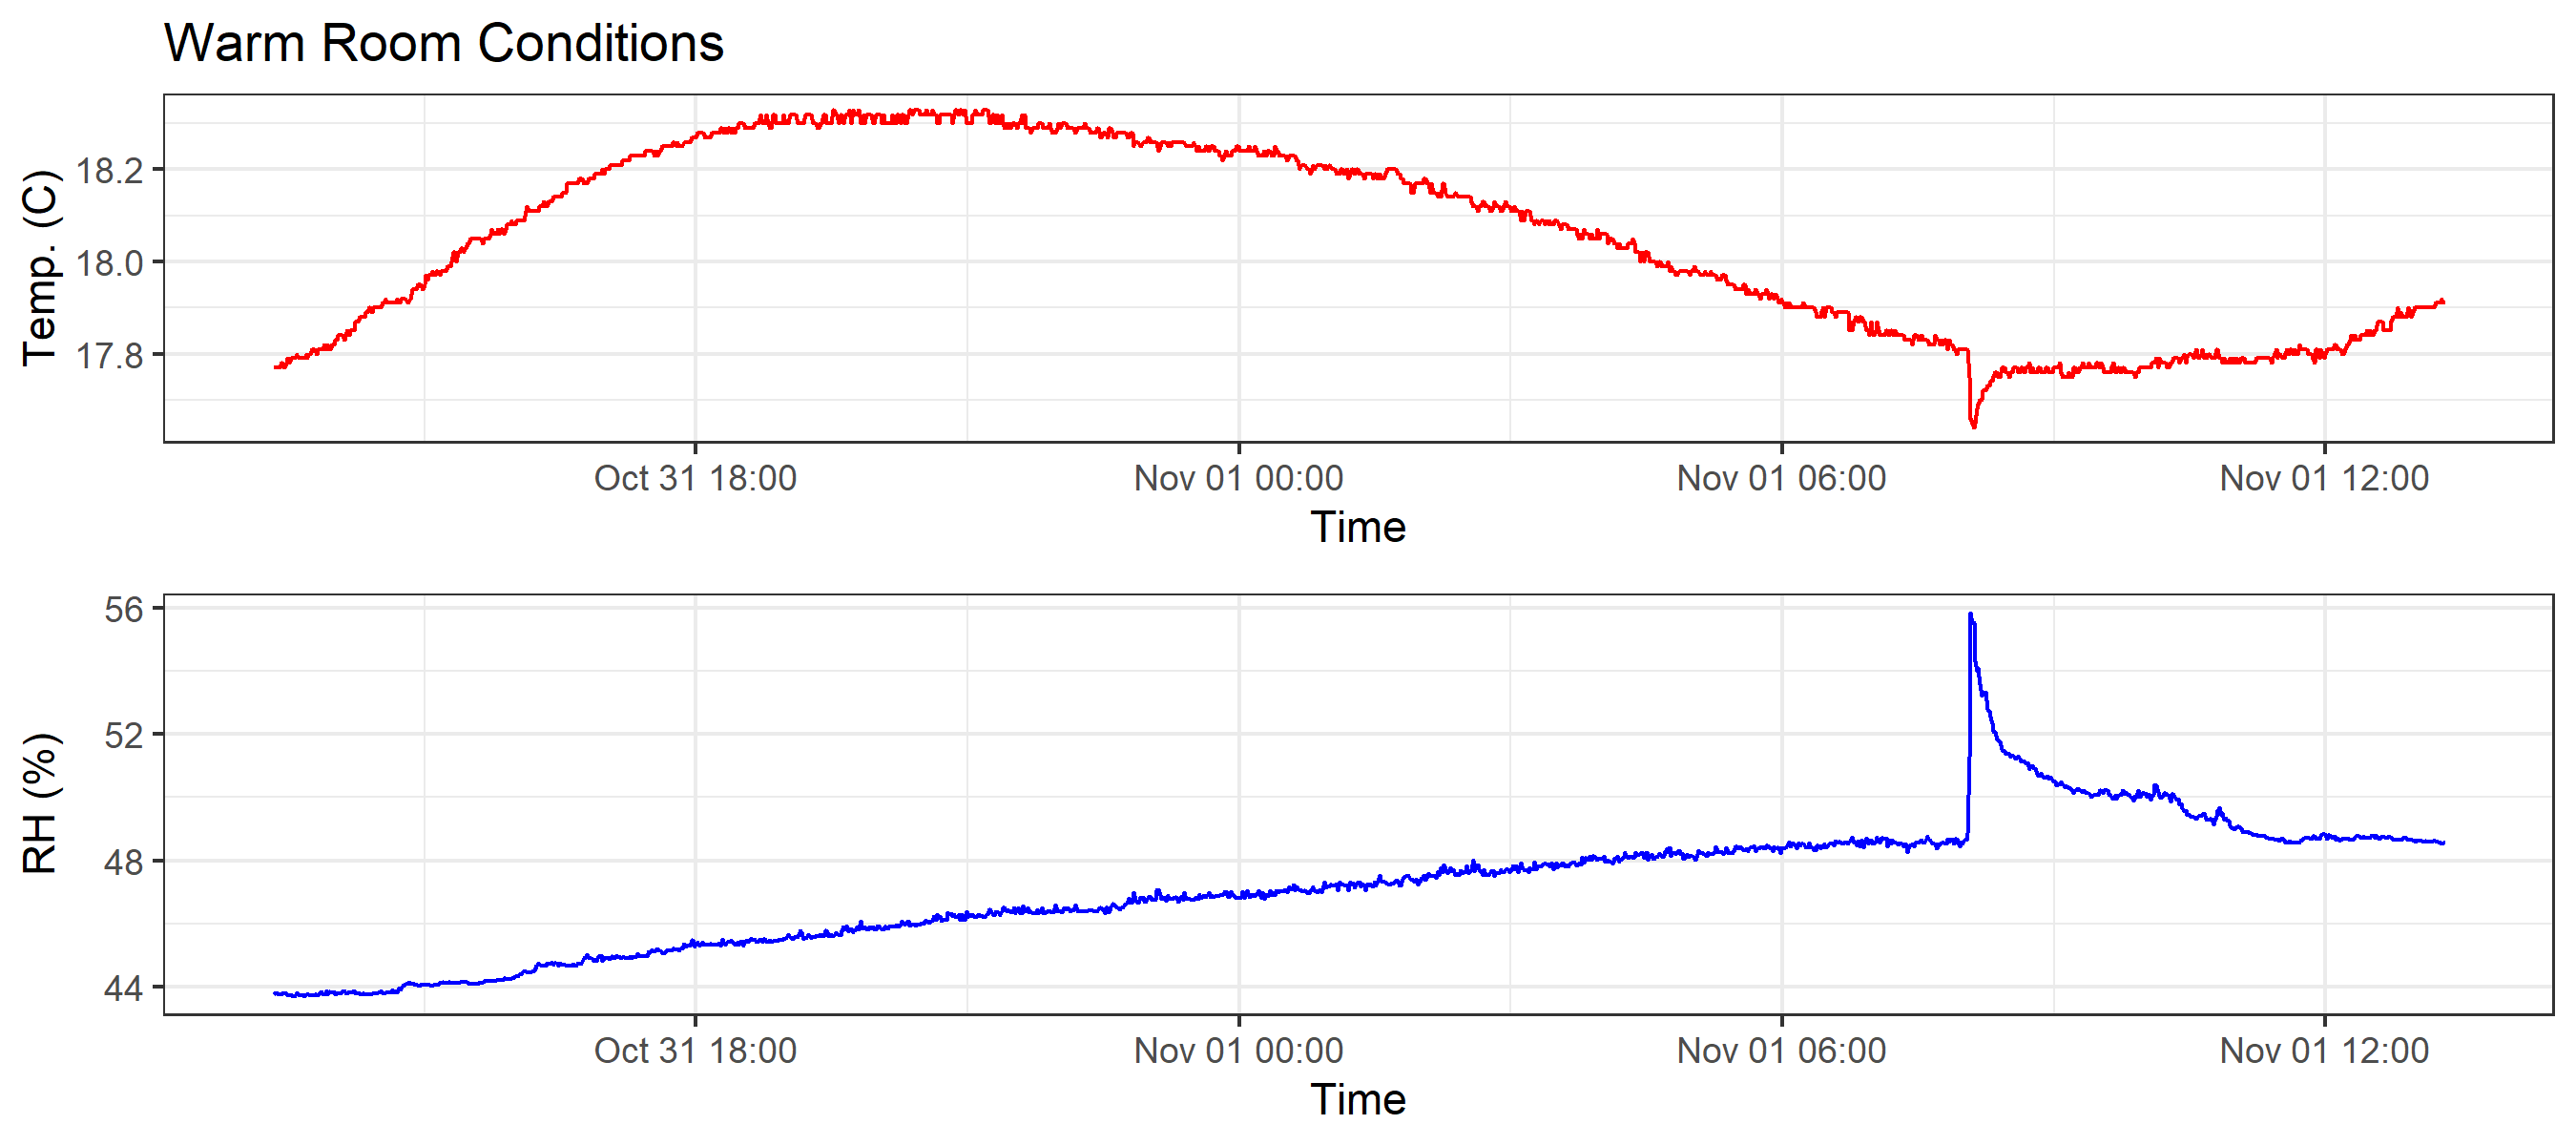 Warm Room Conditions
Temp. (C)
18.2
18.0
17.8
Oct 31 18:00 Nov 01 00:00 Nov 01 06:00 Nov 01 12:00
Time
RH (%)
56
52
48
44
Oct 31 18:00 Nov 01 00:00 Nov 01 06:00 Nov 01 12:00
Time